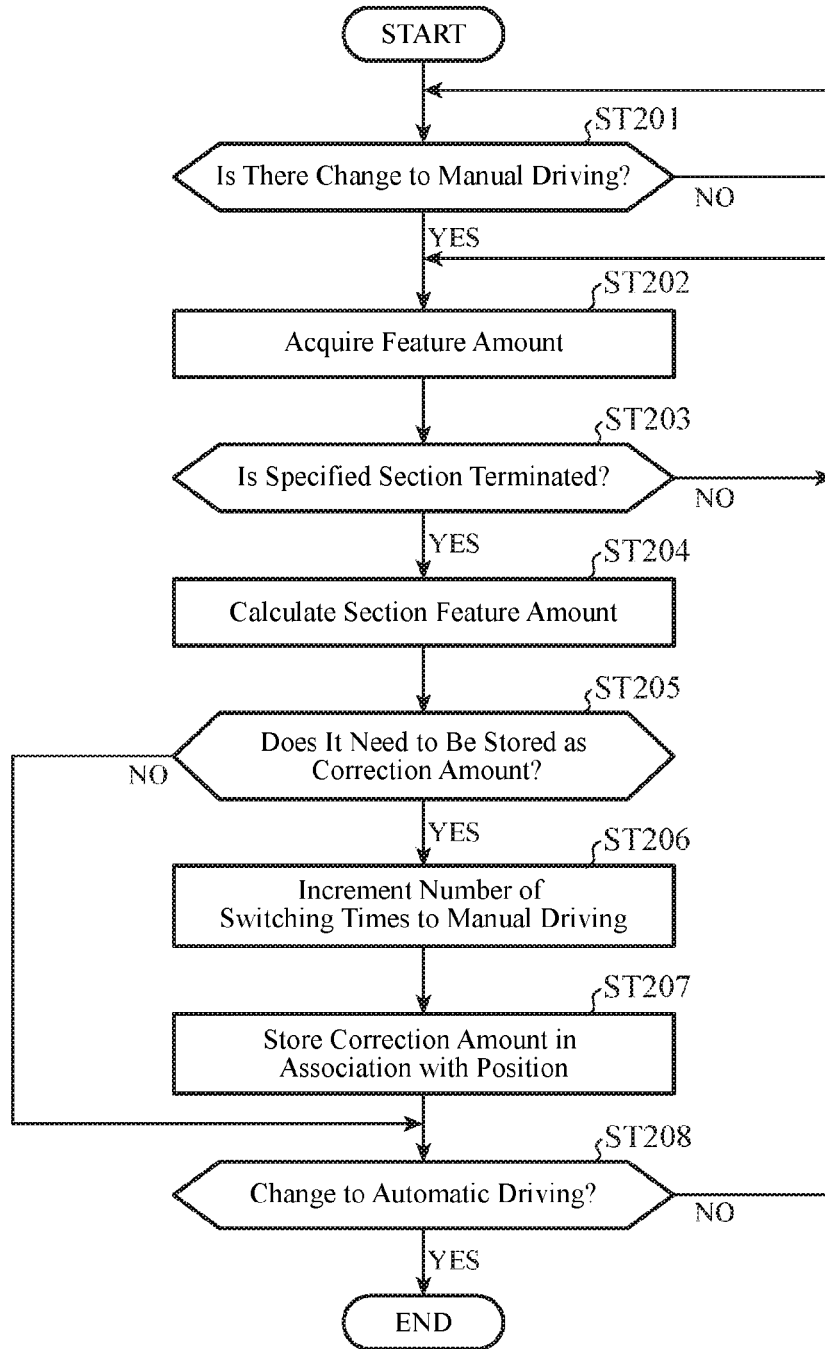 START
ST201
Is There Change to Manual Driving?
NO
YES
ST202
Acquire Feature Amount
ST203
Is Specified Section Terminated?
NO
YES
ST204
Calculate Section Feature Amount
ST205
Does It Need to Be Stored as
Correction Amount?
NO
YES
ST206
Increment Number of
Switching Times to Manual Driving
ST207
Store Correction Amount in
Association with Position
ST208
Change to Automatic Driving?
NO
YES
END